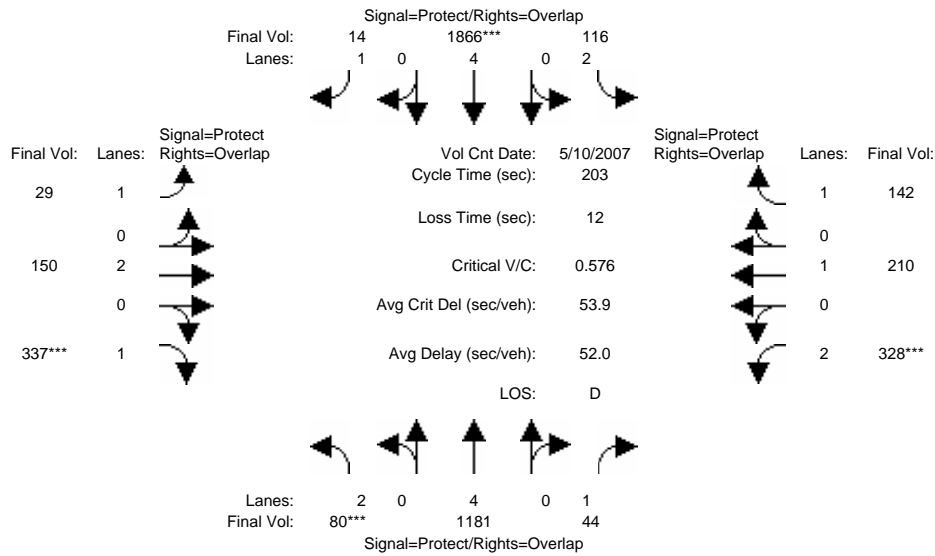 Signal=Protect/Rights=Overlap
Final Vol: 14 1866*** 116
Lanes: 1 0 4 0 2
Signal=Protect Signal=Protect
Final Vol: Lanes: Rights=Overlap Vol Cnt Date: 5/10/2007 Rights=Overlap Lanes: Final Vol:
Cycle Time (sec): 203
29 1 1 142
Loss Time (sec): 12
0 0
150 2 Critical V/C: 0.576 1 210
0 Avg Crit Del (sec/veh): 53.9 0
337*** 1 Avg Delay (sec/veh): 52.0 2 328***
LOS: D
Lanes: 2 0 4 0 1
Final Vol: 80*** 1181 44
Signal=Protect/Rights=Overlap